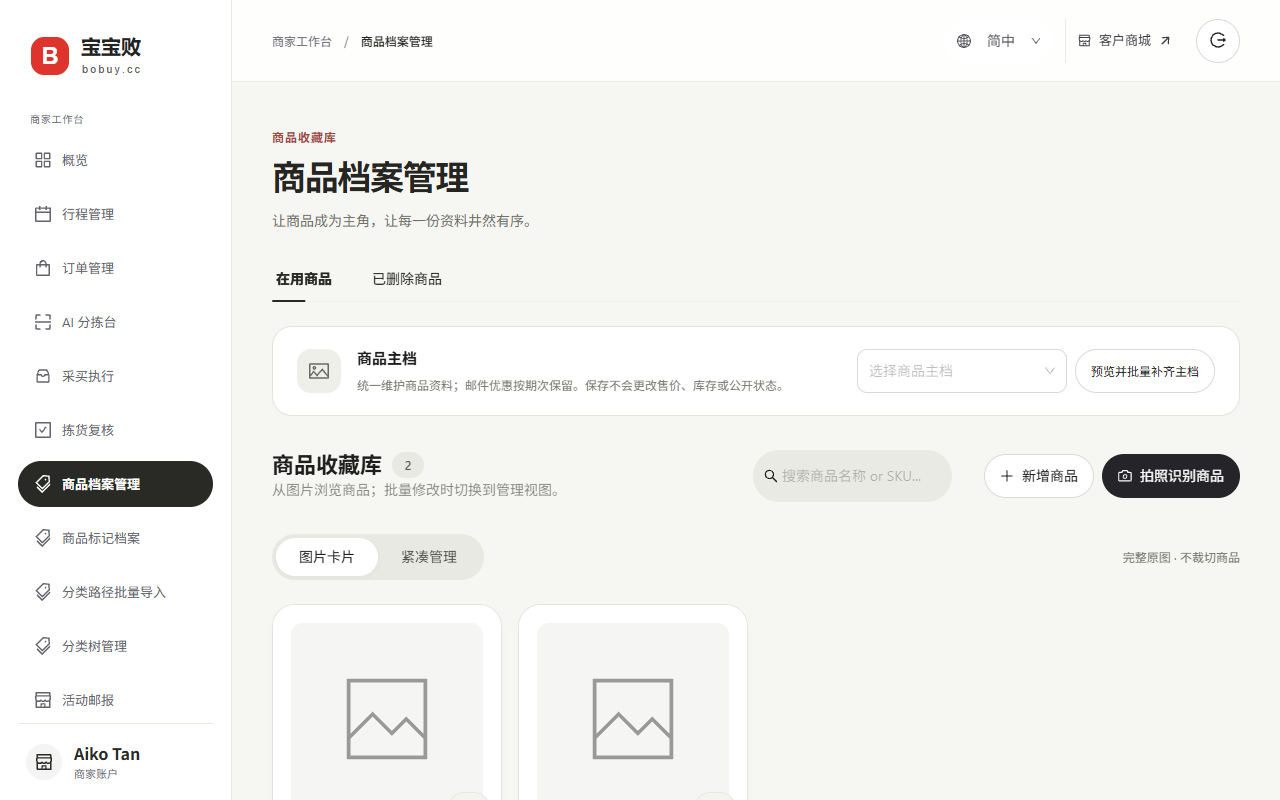 B
宝宝败
bobuy.cc
商家工作台
概览
行程管理
订单管理
AI 分拣台
采买执行
拣货复核
商品档案管理
商品标记档案
分类路径批量导入
分类树管理
活动邮报
Aiko Tan
商家账户
商家工作台 / 商品档案管理
简中
客户商城
商品收藏库
商品档案管理
让商品成为主角，让每一份资料井然有序。
在用商品 已删除商品
商品主档
统一维护商品资料；邮件优惠按期次保留。保存不会更改售价、库存或公开状态。
选择商品主档
预览并批量补齐主档
商品收藏库 2
从图片浏览商品；批量修改时切换到管理视图。
搜索商品名称 or SKU...
新增商品
拍照识别商品
图片卡片 紧凑管理
完整原图 · 不裁切商品